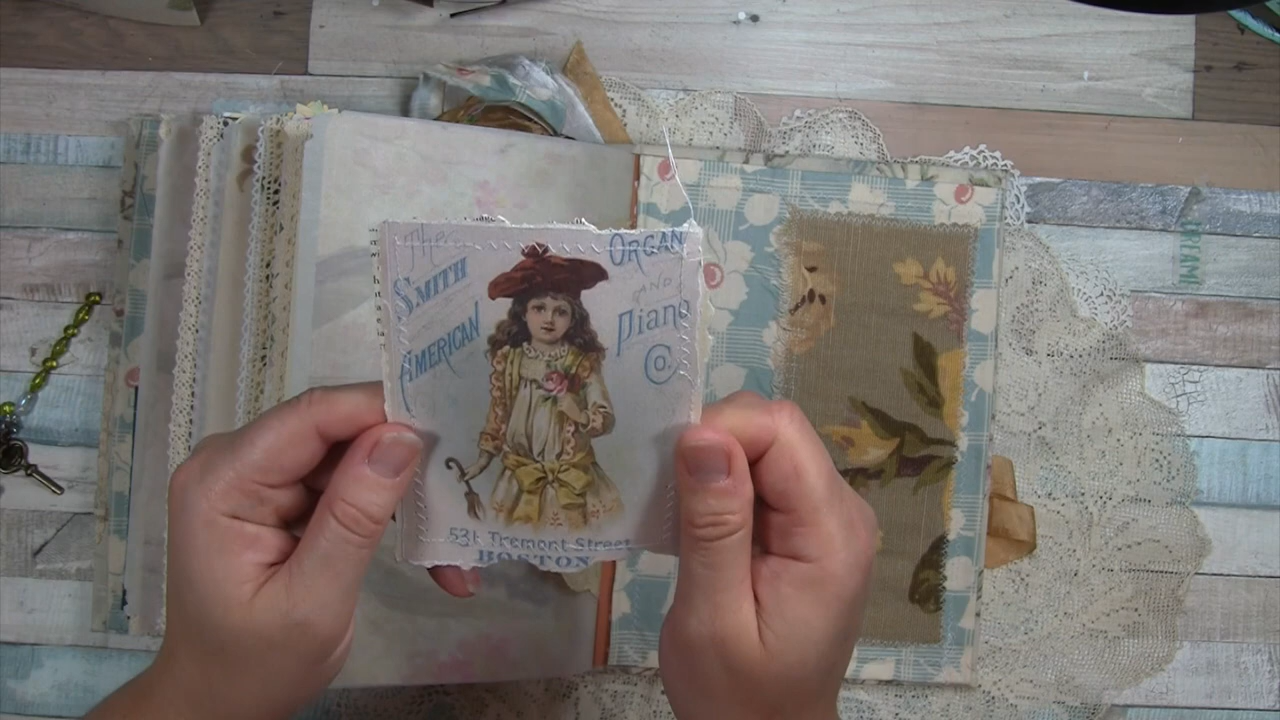 The
SMITH
AMERICAN
ORGAN
AND
Piano
Co.
531 Tremont Street
BOSTON